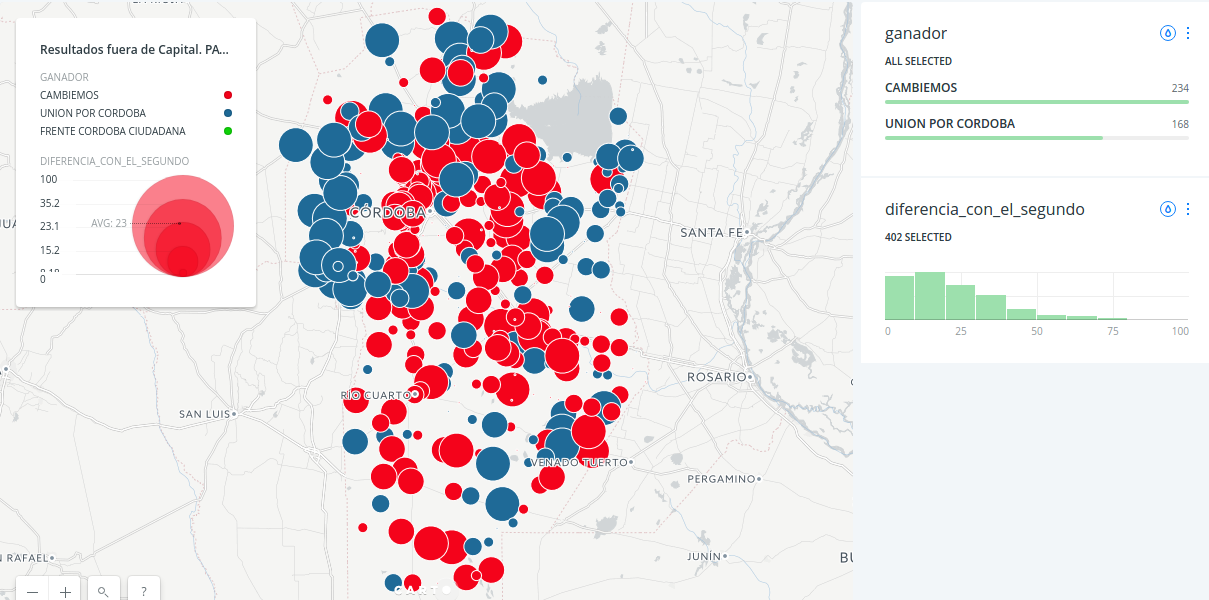 Resultados fuera de Capital. PA...
GANADOR
CAMBIEMOS
UNION POR CORDOBA
FRENTE CORDOBA CIUDADANA
DIFERENCIA_CON_EL_SEGUNDO
100
35.2
AVG: 23
23.1
15.2
0
CÓRDOBA
SANTA FE
ROSARIO
RÍO CUARTO
SAN LUIS
VENADO TUERTO
PERGAMINO
RAFAEL
JUNÍN
BU
ganador
ALL SELECTED
CAMBIEMOS 234
UNION POR CORDOBA 168
diferencia_con_el_segundo
402 SELECTED
0 25 50 75 100